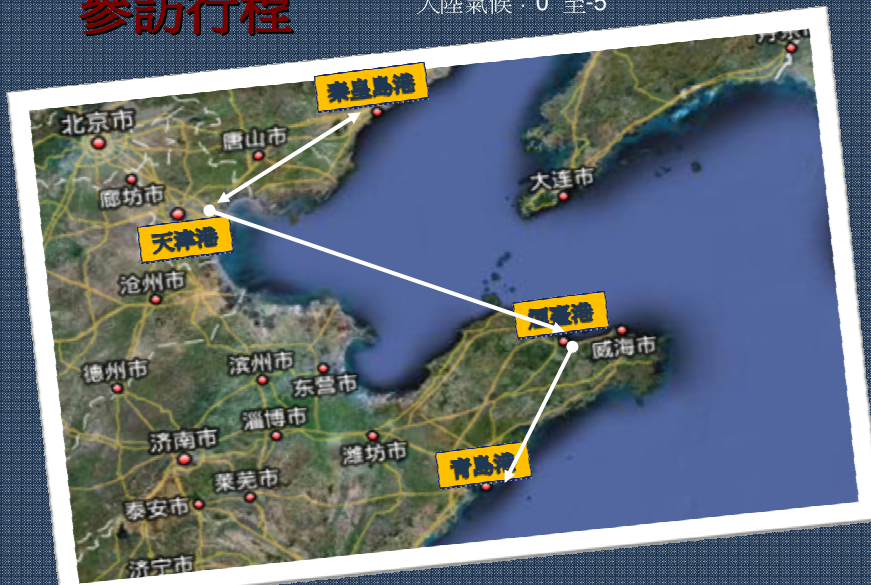 參訪行程
大陸氣候：0 至-5
秦皇島港
北京市
唐山市
大连市
廊坊市
天津港
沧州市
煙臺港
威海市
德州市
滨州市
东营市
淄博市
济南市
潍坊市
青島港
莱芜市
泰安市
济宁市